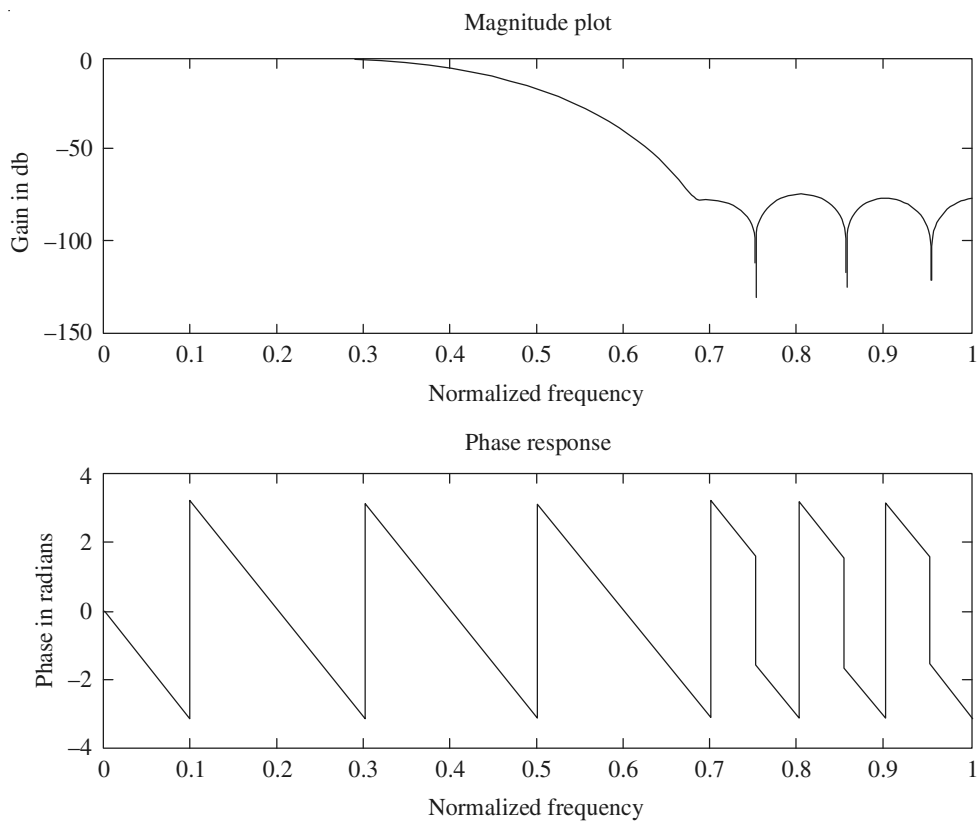 Magnitude plot
0
–50
–100
–150
Gain in db
0 0.1 0.2 0.3 0.4 0.5 0.6 0.7 0.8 0.9 1
Normalized frequency
Phase response
4
2
0
–2
–4
Phase in radians
0 0.1 0.2 0.3 0.4 0.5 0.6 0.7 0.8 0.9 1
Normalized frequency